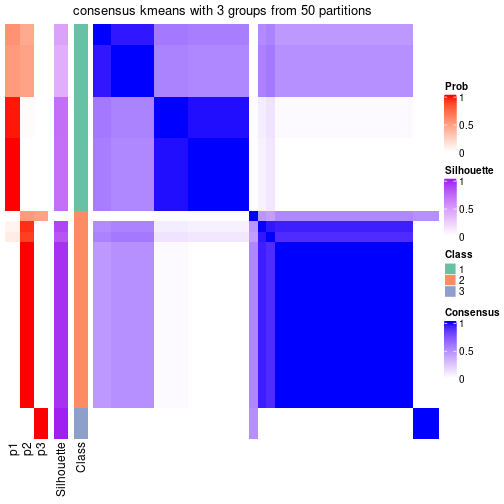 consensus kmeans with 3 groups from 50 partitions
Prob
1
0.5
0
Silhouette
1
0.5
0
Class
1
2
3
Consensus
1
0.5
0
p1
p2
p3
Silhouette
Class